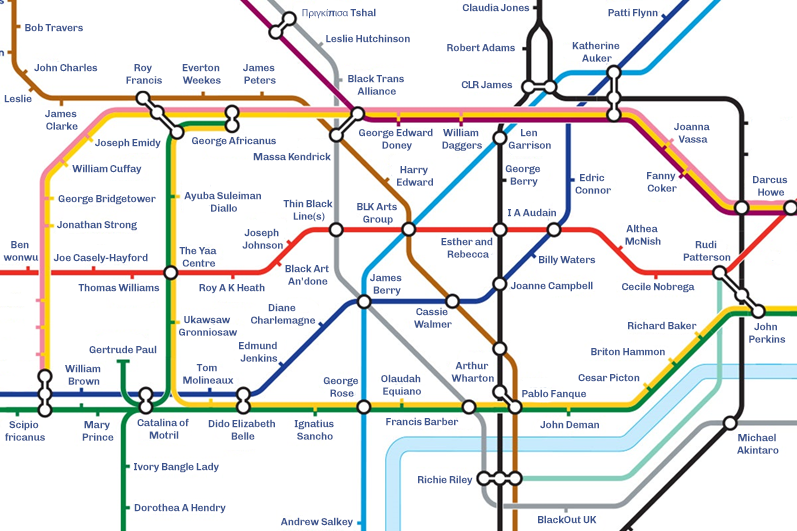 Claudia Jones
Patti Flynn
Πριγκίπισα Tshal
Bob Travers
Leslie Hutchinson
Robert Adams
Katherine
Auker
John Charles
Roy
Francis
Everton
Weekes
James
Peters
Black Trans
Alliance
CLR James
Leslie
James
Clarke
Joseph Emidy
George Africanus
George Edward
Doney
William
Daggers
Len
Garrison
Joanna
Vassa
Massa Kendrick
William Cuffay
Harry
Edward
George
Berry
Edric
Connor
Fanny
Coker
Darcus
Howe
George Bridgetower
Ayuba Suleiman
Diallo
Thin Black
Line(s)
BLK Arts
Group
I A Audain
Jonathan Strong
Joseph
Johnson
Esther and
Rebecca
Althea
McNish
Ben
wonwu
Joe Casely-Hayford
The Yaa
Centre
Billy Waters
Rudi
Patterson
Thomas Williams
Roy A K Heath
Black Art
An'done
James
Berry
Joanne Campbell
Cecile Nobrega
Diane
Charlemagne
Cassie
Walmer
Ukawsaw
Gronniosaw
Richard Baker
John
Perkins
Gertrude Paul
Edmund
Jenkins
Briton Hammon
William
Brown
Tom
Molineaux
George
Rose
Olaudah
Equiano
Arthur
Wharton
Cesar Picton
Pablo Fanque
Scipio
fricanus
Mary
Prince
Catalina of
Motril
Dido Elizabeth
Belle
Ignatius
Sancho
Francis Barber
John Deman
Michael
Akintaro
Ivory Bangle Lady
Richie Riley
Dorothea A Hendry
Andrew Salkey
BlackOut UK